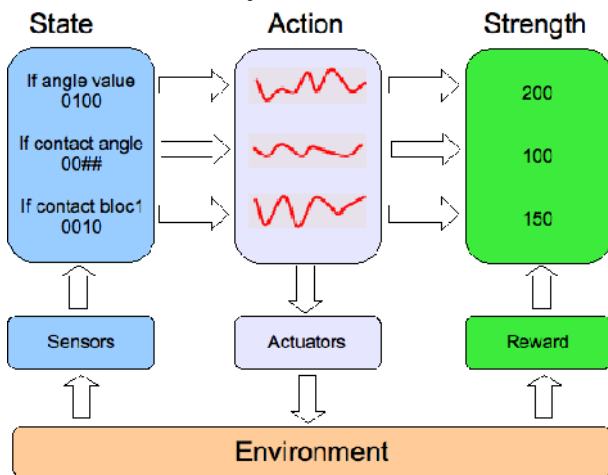 State
Action
Strength
If angle value
0100
If contact angle
00##
If contact bloc1
0010
200
100
150
Sensors
Actuators
Reward
Environment